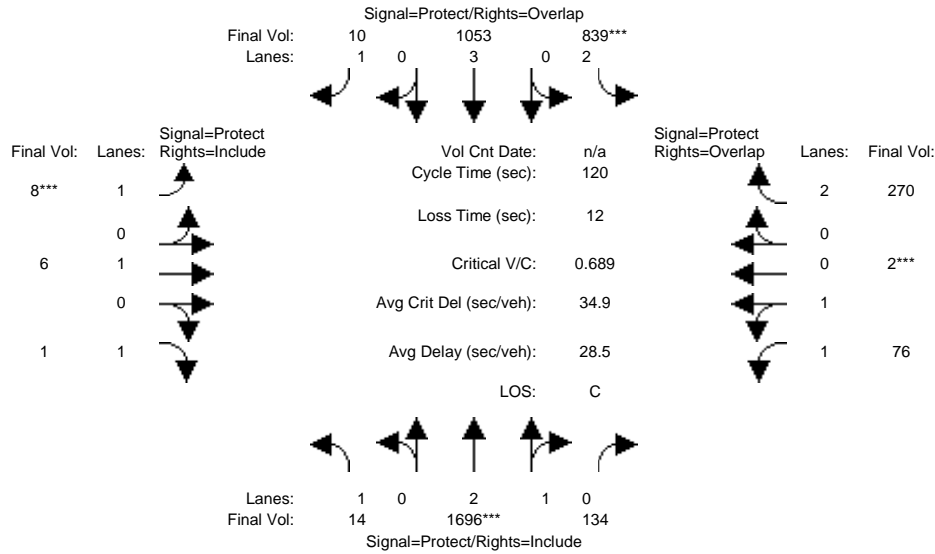 Signal=Protect/Rights=Overlap
Final Vol: 10 1053 839***
Lanes: 1 0 3 0 2
Signal=Protect Signal=Protect
Final Vol: Lanes: Rights=Include Vol Cnt Date: n/a Rights=Overlap Lanes: Final Vol:
Cycle Time (sec): 120
8*** 1 2 270
Loss Time (sec): 12
0 0
6 1 Critical V/C: 0.689 0 2***
0 Avg Crit Del (sec/veh): 34.9 1
1 1 Avg Delay (sec/veh): 28.5 1 76
LOS: C
Lanes: 1 0 2 1 0
Final Vol: 14 1696*** 134
Signal=Protect/Rights=Include